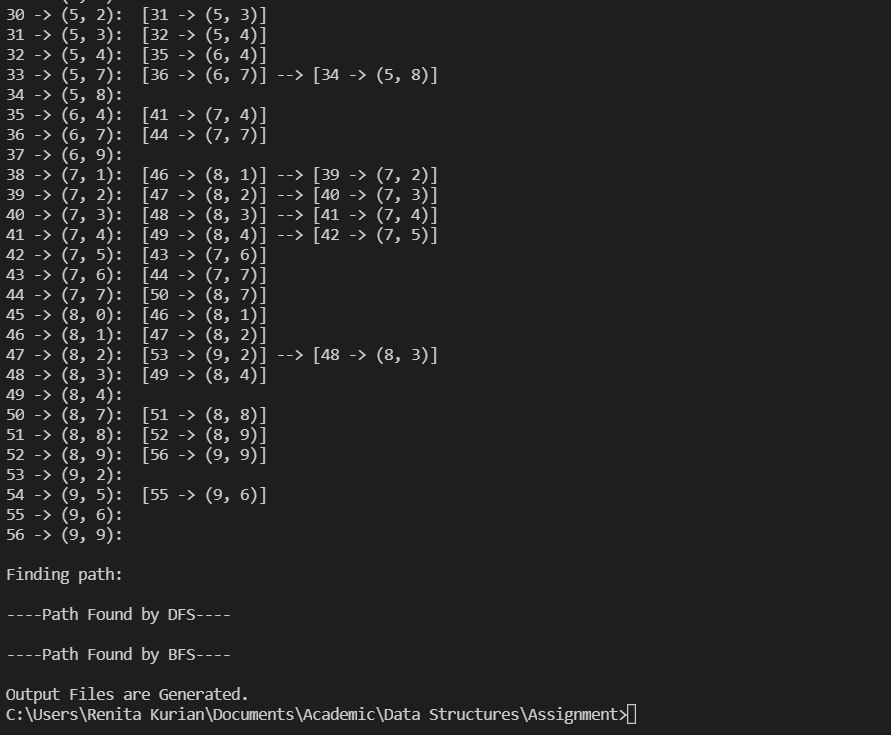 30 -> (5, 2):  [31 -> (5, 3)]
31 -> (5, 3):  [32 -> (5, 4)]
32 -> (5, 4):  [35 -> (6, 4)]
33 -> (5, 7):  [36 -> (6, 7)] --> [34 -> (5, 8)]
34 -> (5, 8):
35 -> (6, 4):  [41 -> (7, 4)]
36 -> (6, 7):  [44 -> (7, 7)]
37 -> (6, 9):
38 -> (7, 1):  [46 -> (8, 1)] --> [39 -> (7, 2)]
39 -> (7, 2):  [47 -> (8, 2)] --> [40 -> (7, 3)]
40 -> (7, 3):  [48 -> (8, 3)] --> [41 -> (7, 4)]
41 -> (7, 4):  [49 -> (8, 4)] --> [42 -> (7, 5)]
42 -> (7, 5):  [43 -> (7, 6)]
43 -> (7, 6):  [44 -> (7, 7)]
44 -> (7, 7):  [50 -> (8, 7)]
45 -> (8, 0):  [46 -> (8, 1)]
46 -> (8, 1):  [47 -> (8, 2)]
47 -> (8, 2):  [53 -> (9, 2)] --> [48 -> (8, 3)]
48 -> (8, 3):  [49 -> (8, 4)]
49 -> (8, 4):
50 -> (8, 7):  [51 -> (8, 8)]
51 -> (8, 8):  [52 -> (8, 9)]
52 -> (8, 9):  [56 -> (9, 9)]
53 -> (9, 2):
54 -> (9, 5):  [55 -> (9, 6)]
55 -> (9, 6):
56 -> (9, 9):
Finding path:
----Path Found by DFS----
----Path Found by BFS----
Output Files are Generated.
C:\Users\Renita Kurian\Documents\Academic\Data Structures\Assignment>